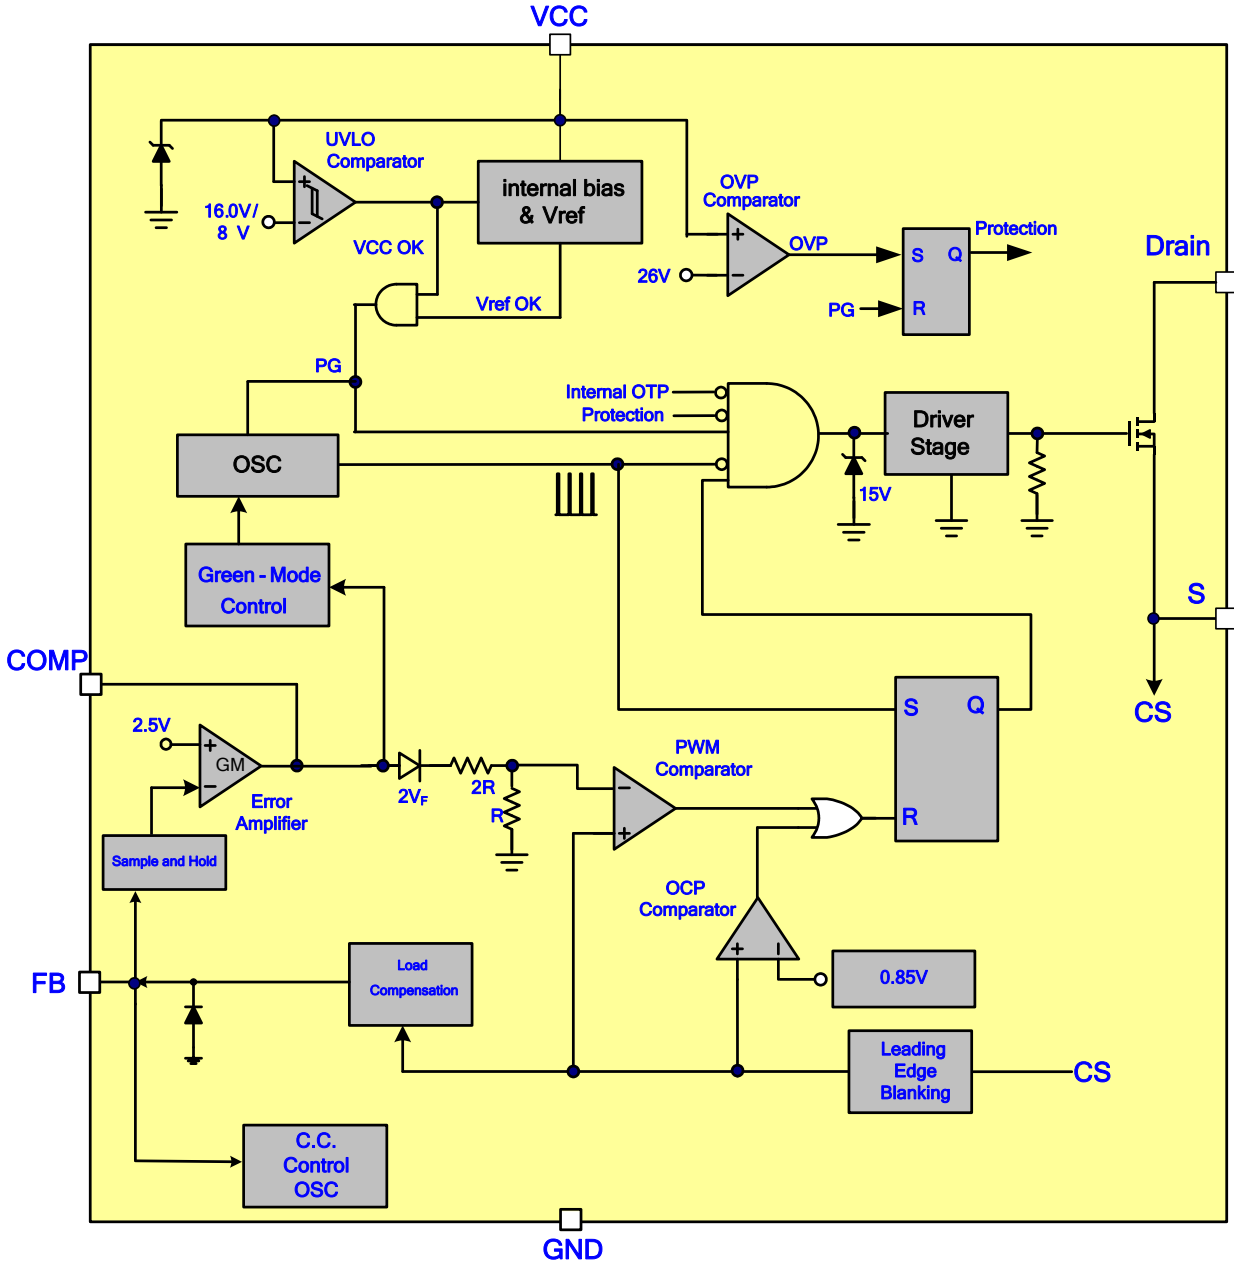 VCC
UVLO
Comparator
16.0V/
8 V
VCC OK
internal bias
& Vref
Vref OK
OVP
Comparator
26V
OVP
S Q
R
PG
Protection
Drain
PG
Internal OTP
Protection
OSC
Driver
Stage
15V
Green - Mode
Control
S
CS
COMP
2.5V
GM
Error
Amplifier
2VF
2R
R
PWM
Comparator
S Q
R
Sample and Hold
OCP
Comparator
0.85V
FB
Load
Compensation
Leading
Edge
Blanking
CS
C.C.
Control
OSC
GND